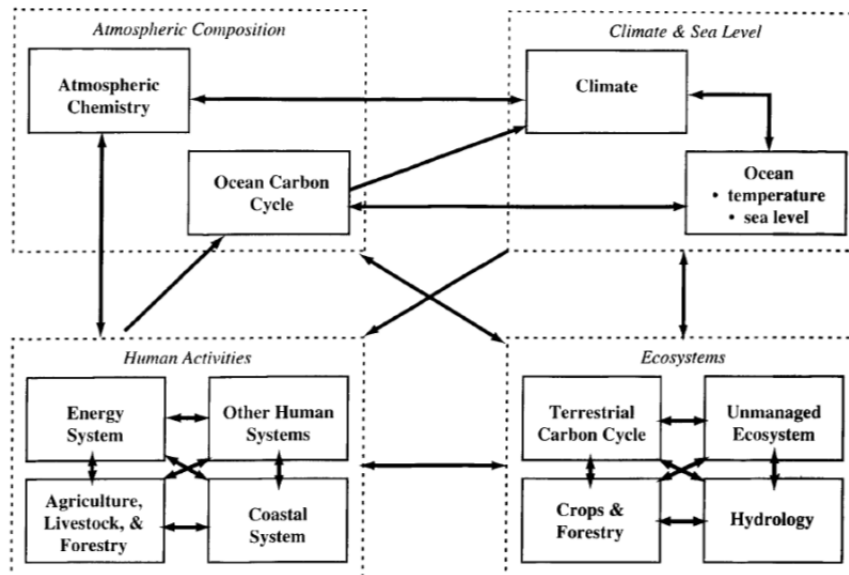 Atmospheric Composition
Atmospheric
Chemistry
Ocean Carbon
Cycle
Climate & Sea Level
Climate
Ocean
• temperature
• sea level
Human Activities
Energy
System
Other Human
Systems
Agriculture,
Livestock, &
Forestry
Coastal
System
Ecosystems
Terrestrial
Carbon Cycle
Unmanaged
Ecosystem
Crops &
Forestry
Hydrology